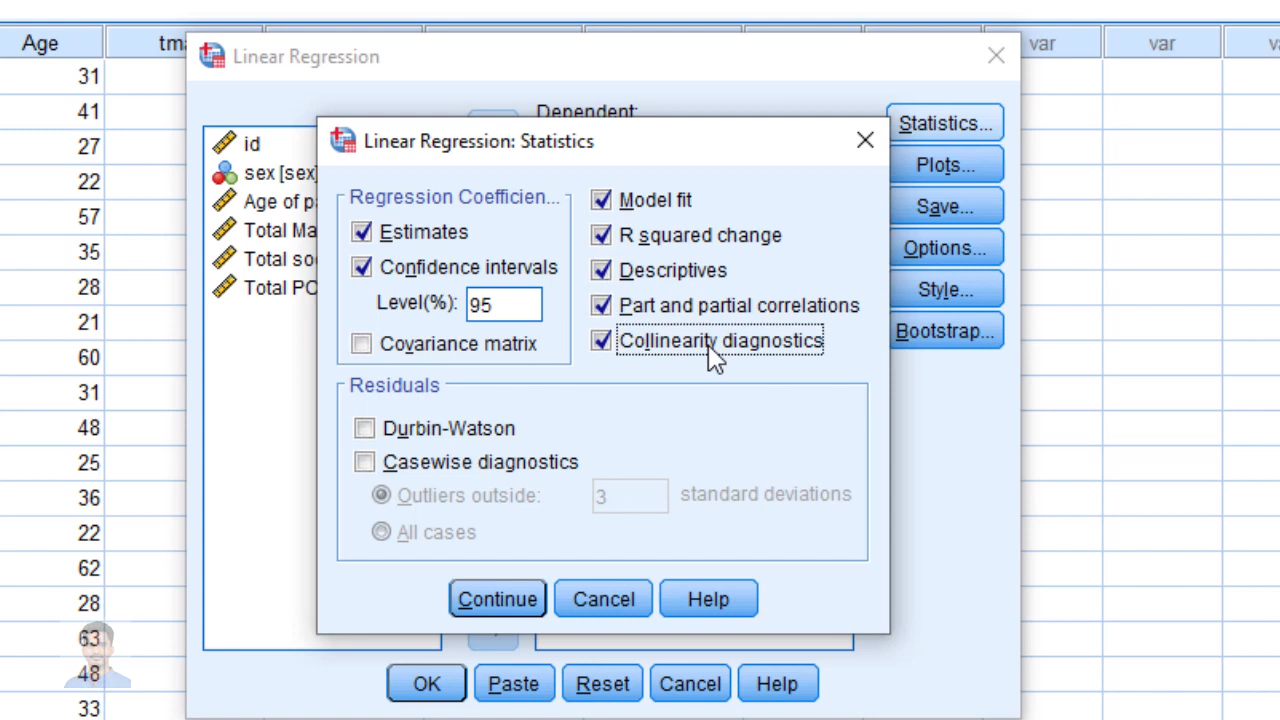 Age
tma
var
var
va
31
41
27
22
57
35
28
21
60
31
48
25
36
22
62
28
63
48
33
Linear Regression
Dependent:
id
sex [sex]
Age of p
Total Ma
Total so
Total PC
Statistics...
Plots...
Save...
Options...
Style...
Bootstrap...
Linear Regression: Statistics
Regression Coefficien...
Estimates
Confidence intervals
Level(%): 95
Covariance matrix
Model fit
R squared change
Descriptives
Part and partial correlations
Collinearity diagnostics
Residuals
Durbin-Watson
Casewise diagnostics
Outliers outside: 3 standard deviations
All cases
Continue Cancel Help
OK Paste Reset Cancel Help